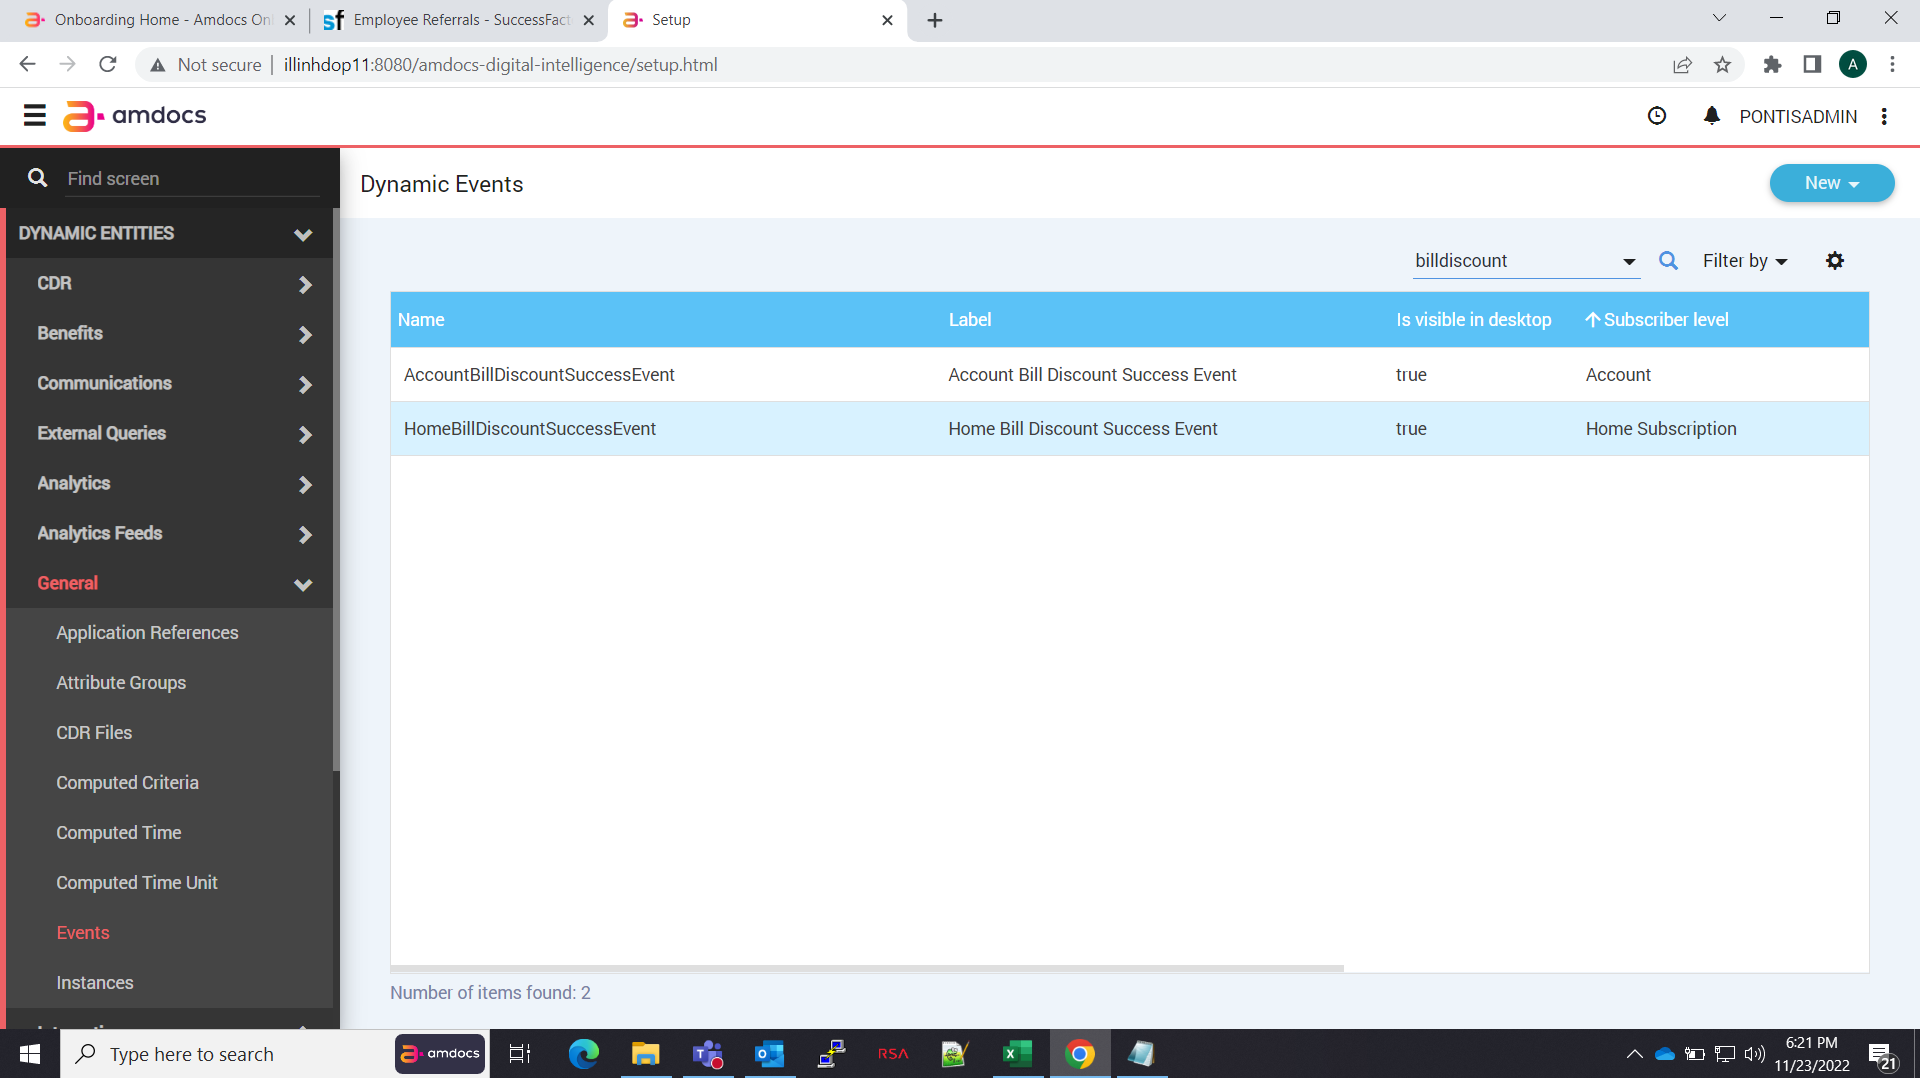 Onboarding Home - Amdocs Onl
Employee Referrals - SuccessFact
Setup
Not secure
illinhdop11:8080/amdocs-digital-intelligence/setup.html
A
amdocs
PONTISADMIN
Find screen
Dynamic Events
New
DYNAMIC ENTITIES
billdiscount
Filter by
CDR
Name
Label
Is visible in desktop
Subscriber level
Benefits
AccountBillDiscountSuccessEvent
Account Bill Discount Success Event
true
Account
Communications
HomeBillDiscountSuccessEvent
Home Bill Discount Success Event
true
Home Subscription
External Queries
Analytics
Analytics Feeds
General
Application References
Attribute Groups
CDR Files
Computed Criteria
Computed Time
Computed Time Unit
Events
Instances
Number of items found: 2
Type here to search
amdocs
RSA
6:21 PM
11/23/2022
21